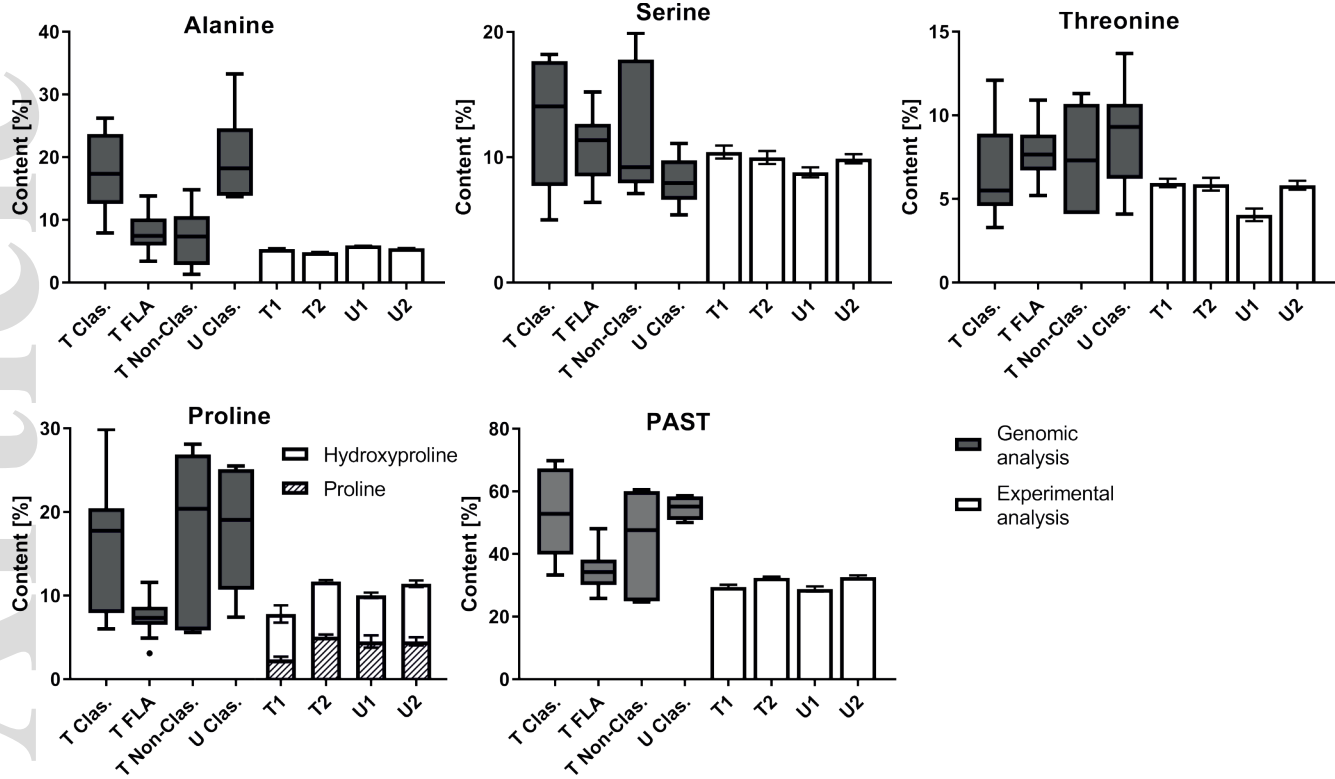 Alanine
Content [%]
40
30
20
10
0
T Clas.
T FLA
T Non-Clas.
U Clas.
T1
T2
U1
U2
Serine
Content [%]
20
10
0
T Clas.
T FLA
T Non-Clas.
U Clas.
T1
T2
U1
U2
Threonine
Content [%]
15
10
5
0
T Clas.
T FLA
T Non-Clas.
U Clas.
T1
T2
U1
U2
Proline
Content [%]
30
20
10
0
Hydroxyproline
Proline
T Clas.
T FLA
T Non-Clas.
U Clas.
T1
T2
U1
U2
PAST
Content [%]
80
60
40
20
0
T Clas.
T FLA
T Non-Clas.
U Clas.
T1
T2
U1
U2
Genomic
analysis
Experimental
analysis